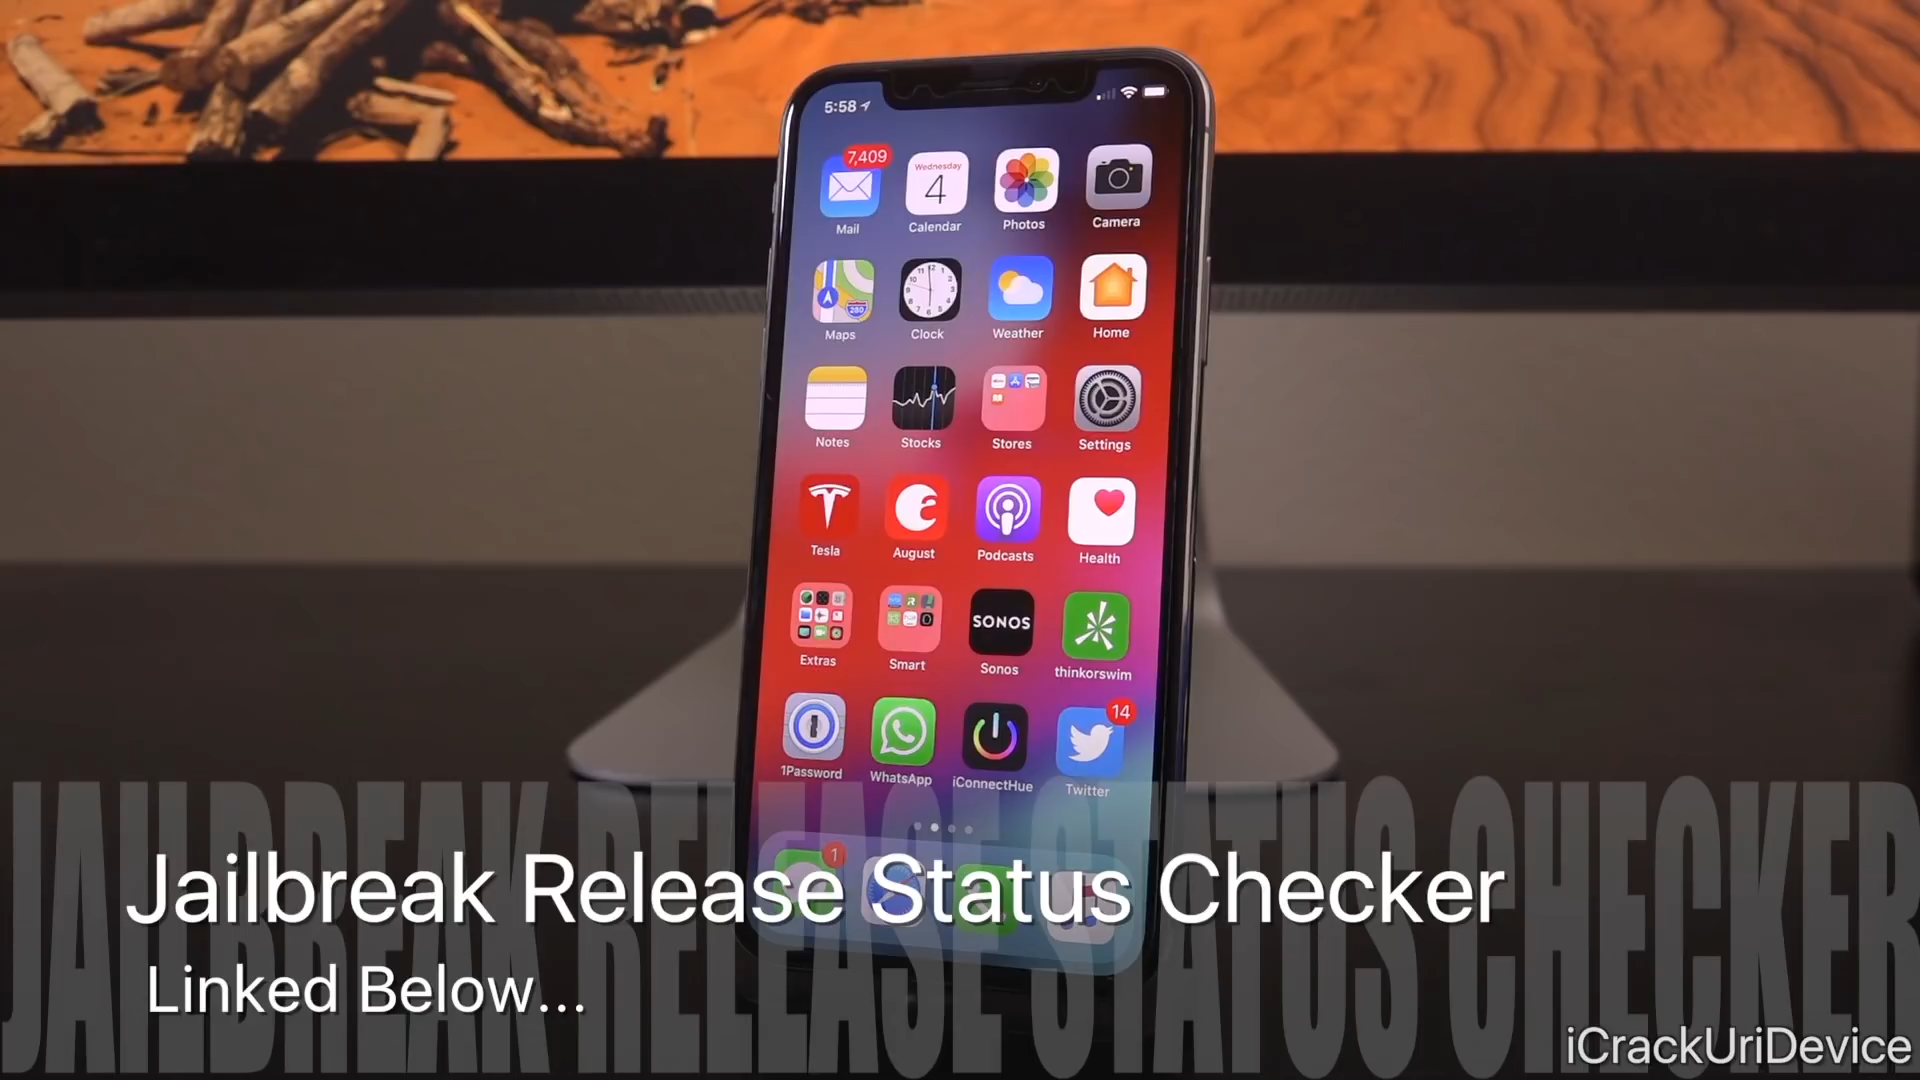 5:58
7,409
Wednesday
4
Mail
Calendar
Photos
Camera
280
Maps
Clock
Weather
Home
Notes
Stocks
Stores
Settings
Tesla
August
Podcasts
Health
SONOS
Extras
Smart
Sonos
thinkorswim
14
1Password
WhatsApp
iConnectHue
Twitter
1
JAILBREAK RELEASE STATUS CHECKER
Jailbreak Release Status Checker
Linked Below...
iCrackUriDevice